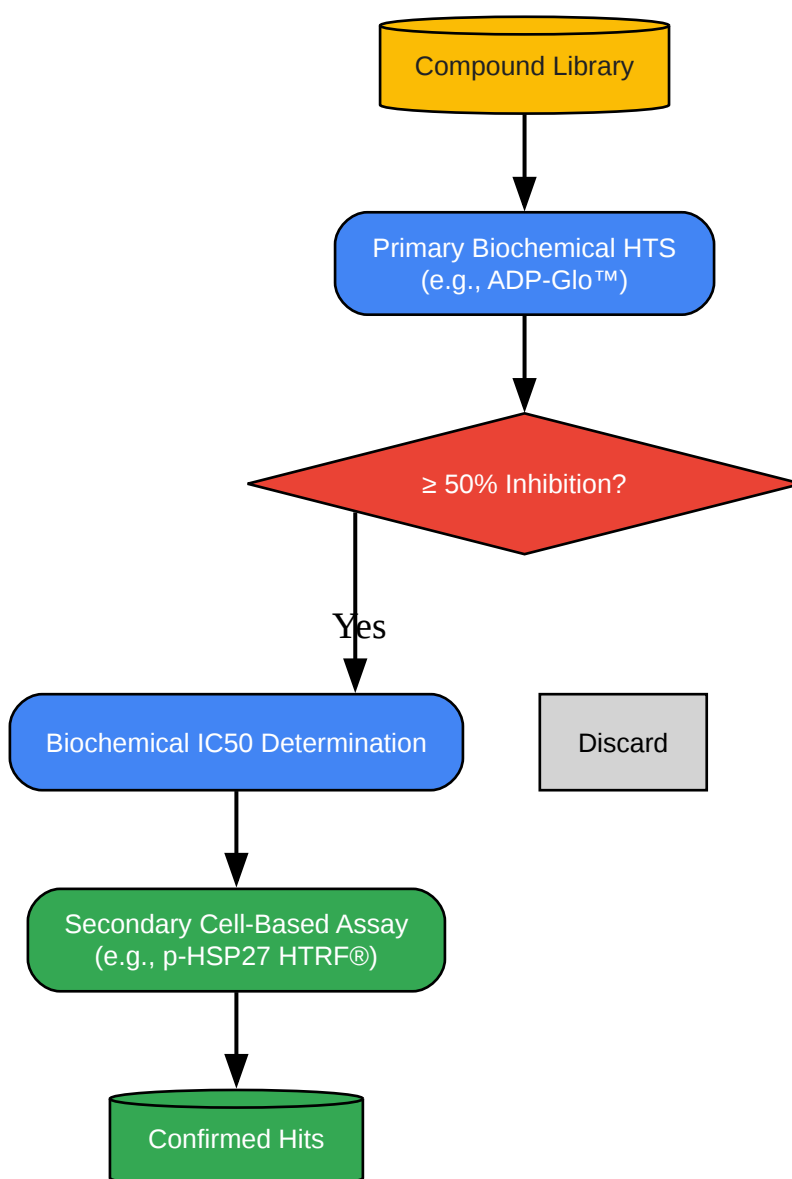 Compound Library
Primary Biochemical HTS
(e.g., ADP-Glo™)
≥ 50% Inhibition?
Yes
Biochemical IC50 Determination
Discard
Secondary Cell-Based Assay
(e.g., p-HSP27 HTRF®)
Confirmed Hits